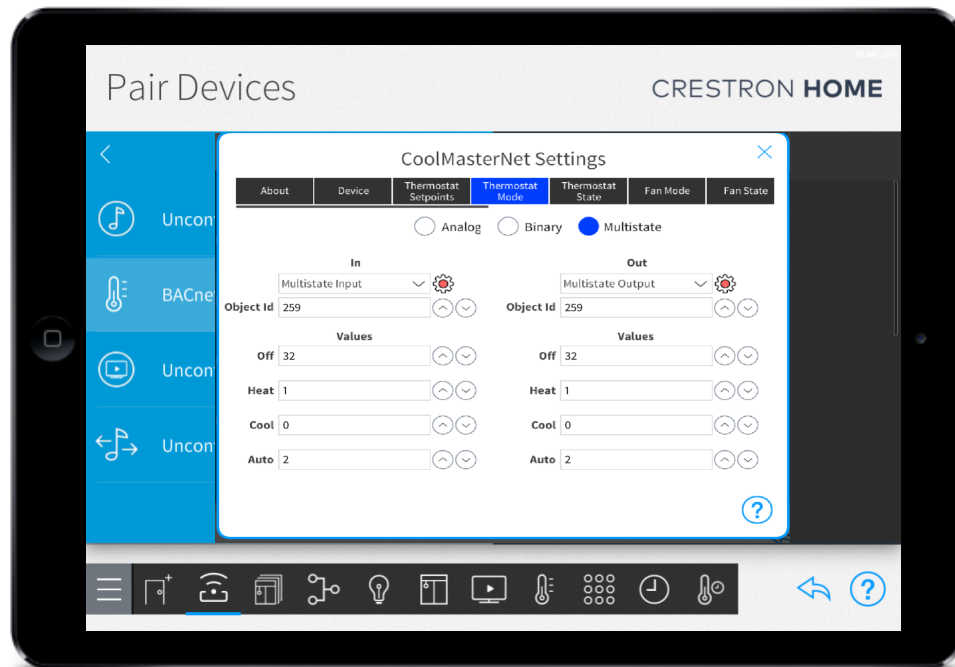 Pair Devices
CRESTRON HOME
CoolMasterNet Settings
About
Device
Thermostat
Setpoints
Thermostat
Mode
Thermostat
State
Fan Mode
Fan State
Analog
Binary
Multistate
Uncon
BACne
Uncon
Uncon
In
Out
Multistate Input
Multistate Output
Object Id 259
Object Id 259
Values
Values
Off 32
Off 32
Heat 1
Heat 1
Cool 0
Cool 0
Auto 2
Auto 2
?
?